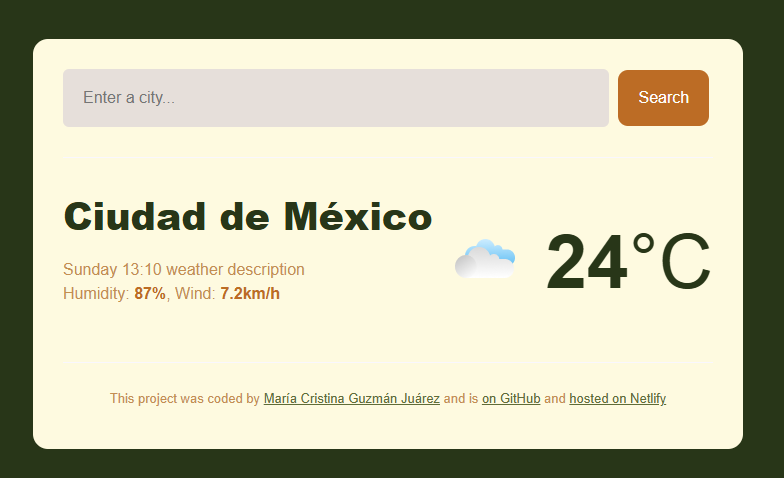 Enter a city...
Search
Ciudad de México
Sunday 13:10 weather description
Humidity: 87%, Wind: 7.2km/h
24°C
This project was coded by María Cristina Guzmán Juárez and is on GitHub and hosted on Netlify